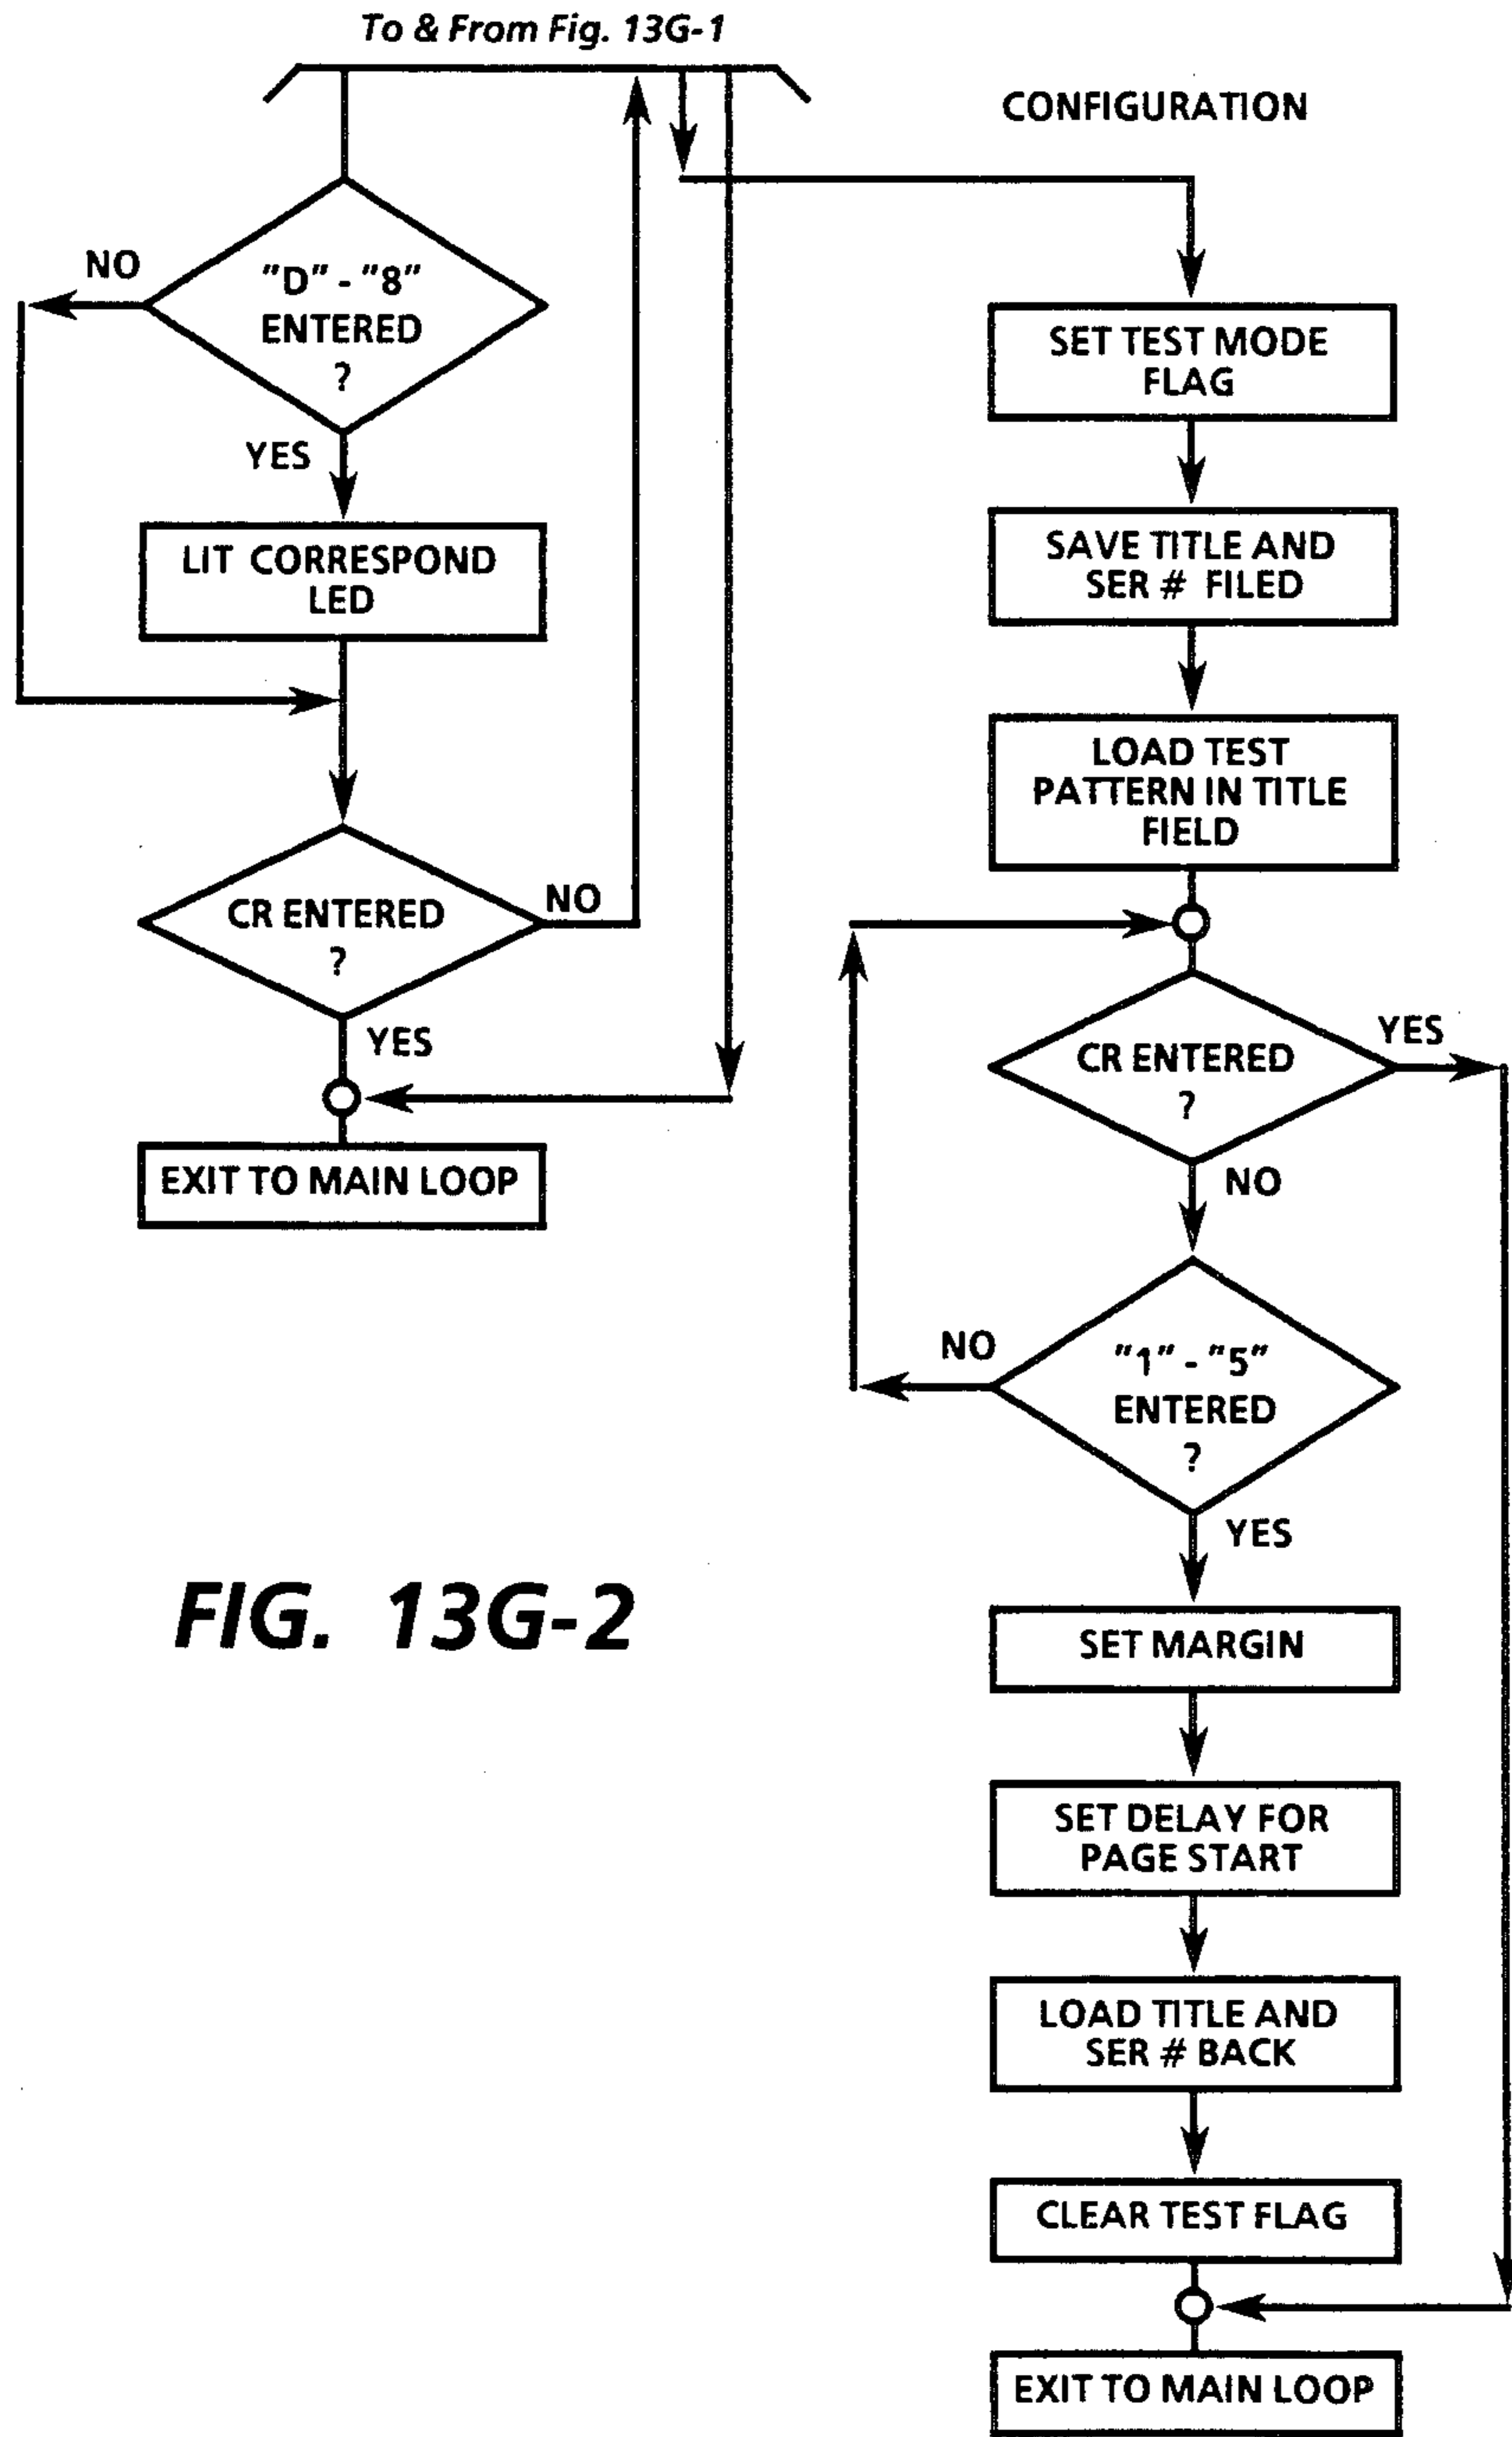 To & From Fig. 13G-1
"D" - "8"
ENTERED
?
NO
YES
LIT CORRESPOND
LED
CR ENTERED
?
NO
YES
EXIT TO MAIN LOOP
CONFIGURATION
SET TEST MODE
FLAG
SAVE TITLE AND
SER # FILED
LOAD TEST
PATTERN IN TITLE
FIELD
CR ENTERED
?
YES
NO
"1" - "5"
ENTERED
?
NO
YES
SET MARGIN
SET DELAY FOR
PAGE START
LOAD TITLE AND
SER # BACK
CLEAR TEST FLAG
EXIT TO MAIN LOOP
FIG. 13G-2